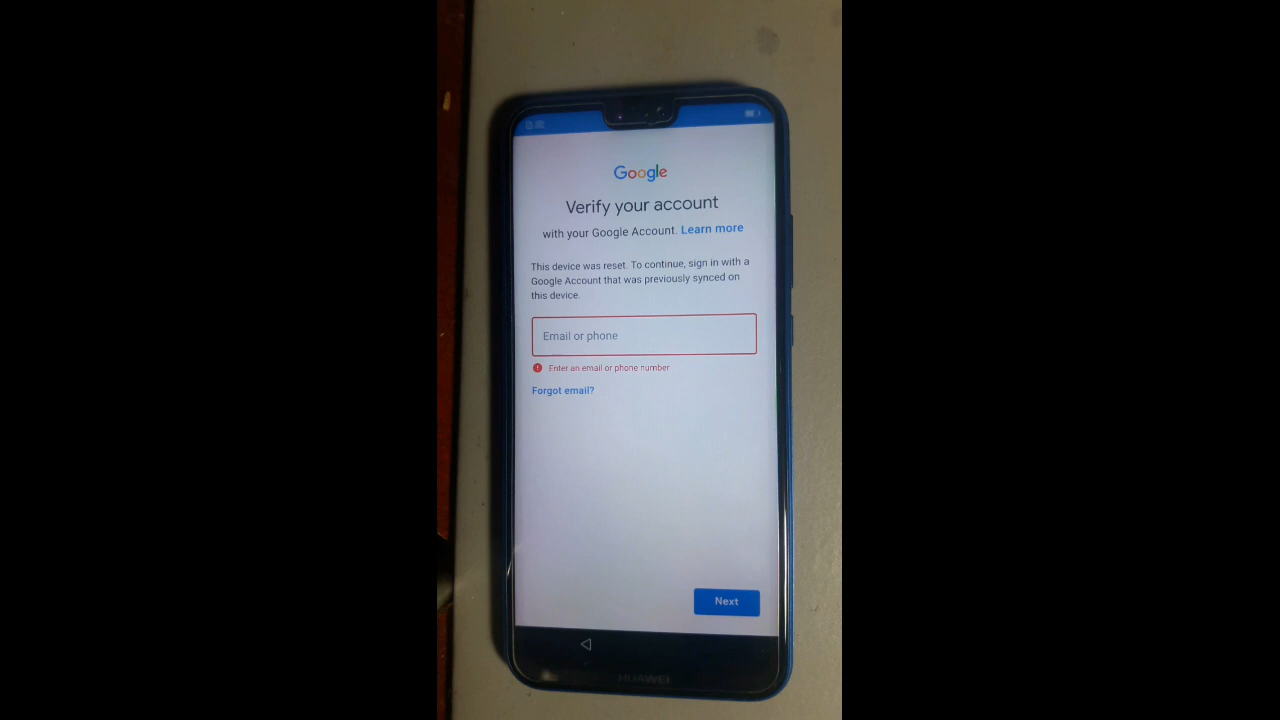 Google
Verify your account
with your Google Account. Learn more
This device was reset. To continue, sign in with a
Google Account that was previously synced on
this device.
Email or phone
Enter an email or phone number
Forgot email?
Next
HUAWEI